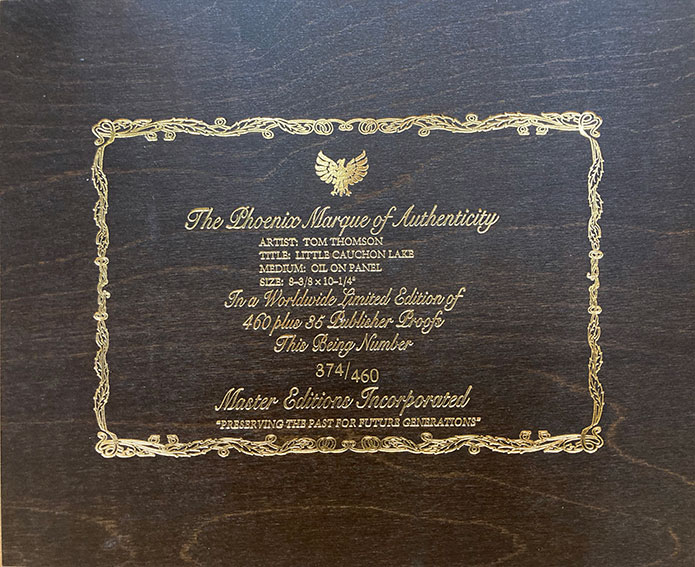 The Phoenix Marque of Authenticity
ARTIST: TOM THOMSON
TITLE: LITTLE CAUCHON LAKE
MEDIUM: OIL ON PANEL
SIZE: 8-3/8 × 10-1/4"
In a Worldwide Limited Edition of
460 plus 35 Publisher Proofs
This Being Number
374/460
Master Editions Incorporated
"PRESERVING THE PAST FOR FUTURE GENERATIONS"